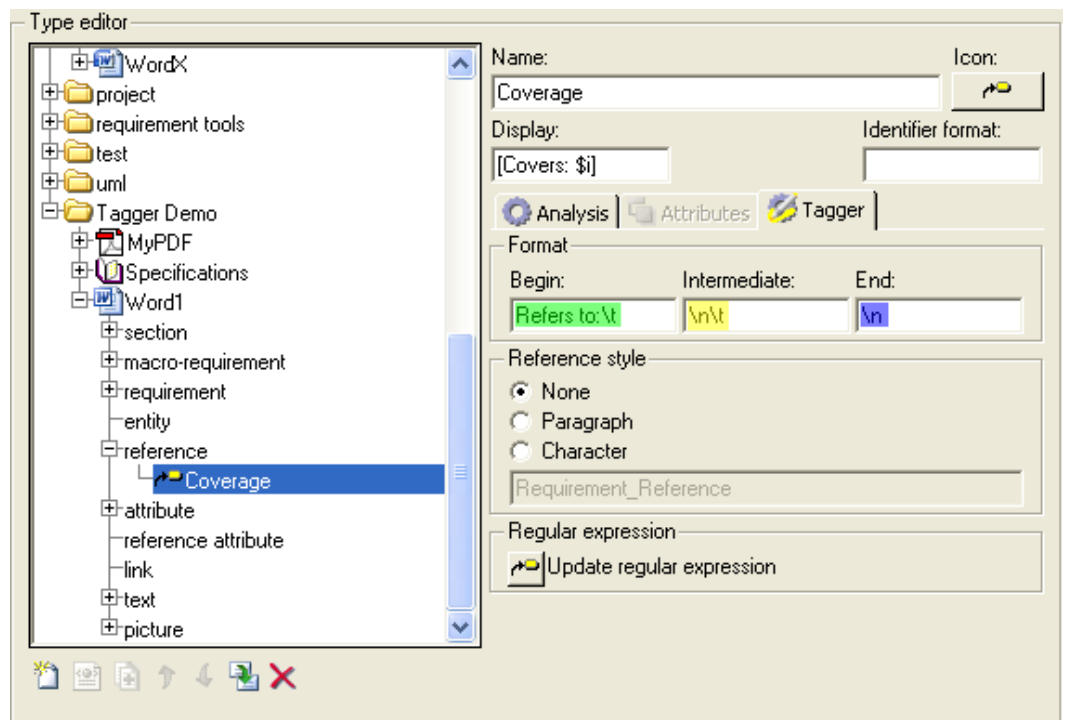 Type editor
WordX
project
requirement tools
test
uml
Tagger Demo
MyPDF
Specifications
Word1
section
macro-requirement
requirement
entity
reference
Coverage
attribute
reference attribute
link
text
picture
Name:
Icon:
Coverage
Display:
Identifier format:
[Covers: $i]
Analysis
Attributes
Tagger
Format
Begin:
Intermediate:
End:
Refers to:\t
\n\t
\n
Reference style
None
Paragraph
Character
Requirement_Reference
Regular expression
Update regular expression